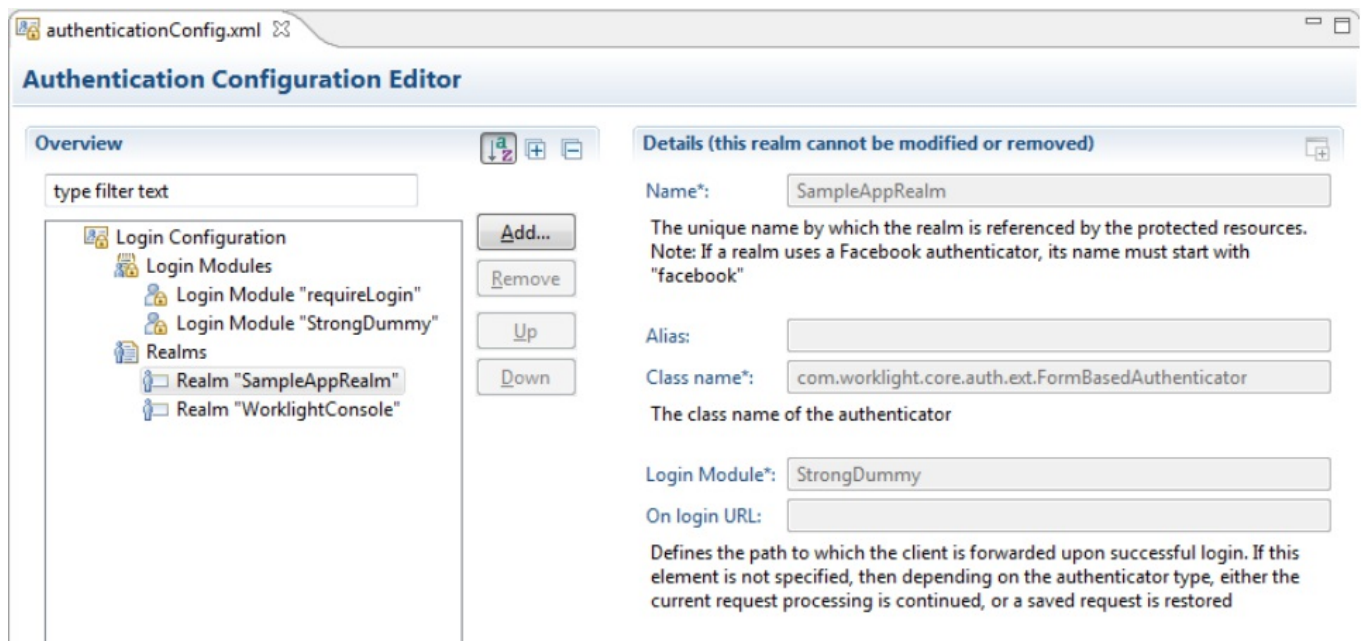 authenticationConfig.xml
Authentication Configuration Editor
Overview
type filter text
Login Configuration
Login Modules
Login Module "requireLogin"
Login Module "StrongDummy"
Realms
Realm "SampleAppRealm"
Realm "WorklightConsole"
Add...
Remove
Up
Down
Details (this realm cannot be modified or removed)
Name*: SampleAppRealm
The unique name by which the realm is referenced by the protected resources.
Note: If a realm uses a Facebook authenticator, its name must start with
"facebook"
Alias:
Class name*: com.worklight.core.auth.ext.FormBasedAuthenticator
The class name of the authenticator
Login Module*: StrongDummy
On login URL:
Defines the path to which the client is forwarded upon successful login. If this
element is not specified, then depending on the authenticator type, either the
current request processing is continued, or a saved request is restored